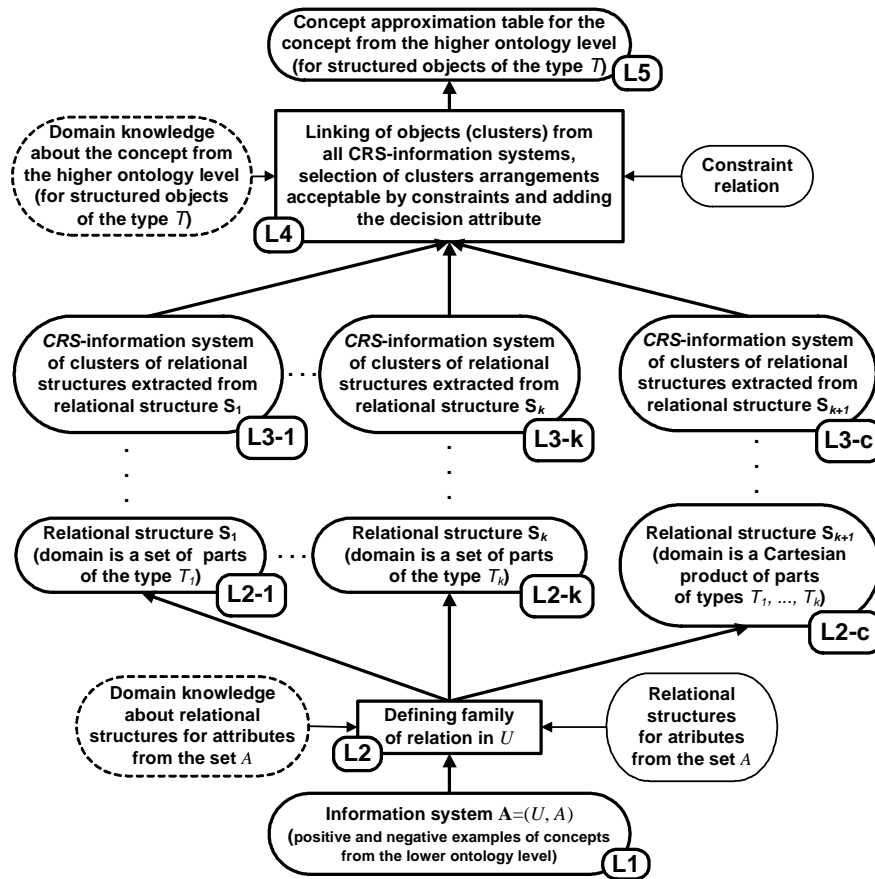 Concept approximation table for the
concept from the higher ontology level
(for structured objects of the type T)
L5
Domain knowledge
about the concept from
the higher ontology level
(for structured objects
of the type T)
Linking of objects (clusters) from
all CRS-information systems,
selection of clusters arrangements
acceptable by constraints and adding
the decision attribute
L4
Constraint
relation
CRS-information system
of clusters of relational
structures extracted from
relational structure S1
L3-1
. . .
CRS-information system
of clusters of relational
structures extracted from
relational structure Sk
L3-k
CRS-information system
of clusters of relational
structures extracted from
relational structure Sk+1
L3-c
Relational structure S1
(domain is a set of parts
of the type T1)
L2-1
. . .
Relational structure Sk
(domain is a set of parts
of the type Tk)
L2-k
Relational structure Sk+1
(domain is a Cartesian
product of parts
of types T1, ..., Tk)
L2-c
Domain knowledge
about relational
structures for attributes
from the set A
Defining family
of relation in U
L2
Relational
structures
for atributes
from the set A
Information system A=(U, A)
(positive and negative examples of concepts
from the lower ontology level)
L1